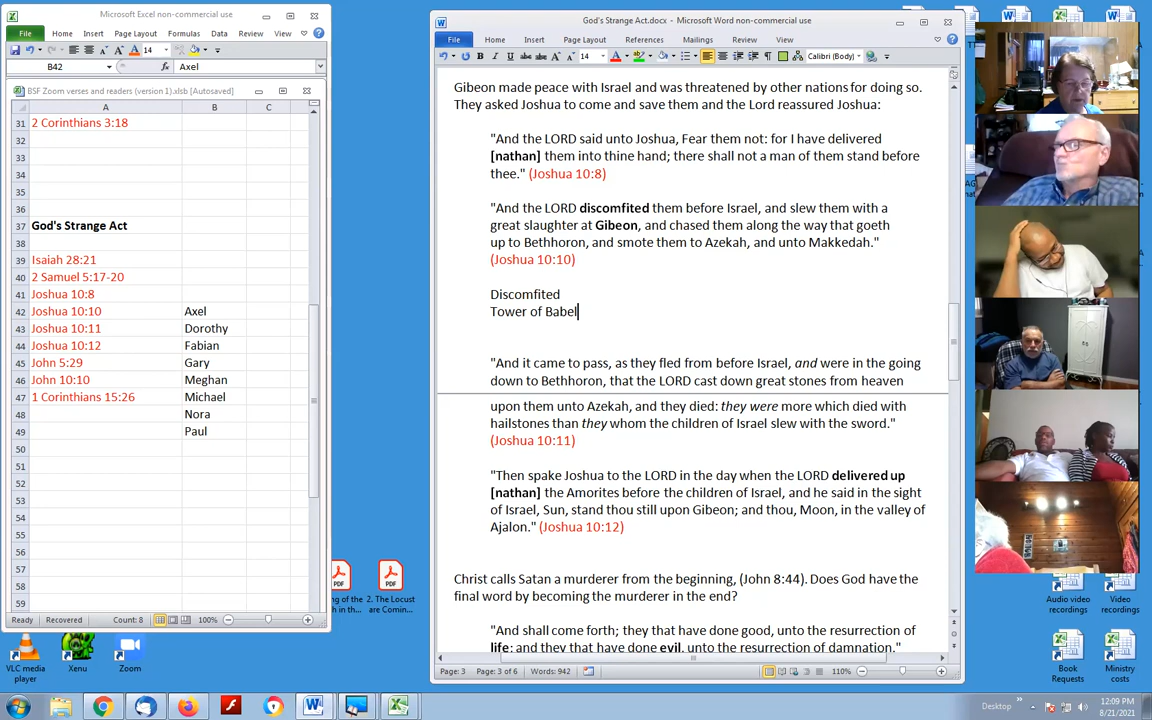 Microsoft Excel non-commercial use
File Home Insert Page Layout Formulas Data Review View
14
B42 fx Axel
BSF Zoom verses and readers (version 1).xlsb [Autosaved]
A B C
31 2 Corinthians 3:18
32
33
34
35
36
37 God's Strange Act
38
39 Isaiah 28:21
40 2 Samuel 5:17-20
41 Joshua 10:8
42 Joshua 10:10 Axel
43 Joshua 10:11 Dorothy
44 Joshua 10:12 Fabian
45 John 5:29 Gary
46 John 10:10 Meghan
47 1 Corinthians 15:26 Michael
48 Nora
49 Paul
50
51
52
53
54
55
56
57
58
59
Ready Recovered Count: 8 100%
God's Strange Act.docx - Microsoft Word non-commercial use
File Home Insert Page Layout References Mailings Review View
14 Calibri (Body)
Gibeon made peace with Israel and was threatened by other nations for doing so.
They asked Joshua to come and save them and the Lord reassured Joshua:
"And the LORD said unto Joshua, Fear them not: for I have delivered
[nathan] them into thine hand; there shall not a man of them stand before
thee." (Joshua 10:8)
"And the LORD discomfited them before Israel, and slew them with a
great slaughter at Gibeon, and chased them along the way that goeth
up to Bethhoron, and smote them to Azekah, and unto Makkedah."
(Joshua 10:10)
Discomfited
Tower of Babel
"And it came to pass, as they fled from before Israel, and were in the going
down to Bethhoron, that the LORD cast down great stones from heaven
upon them unto Azekah, and they died: they were more which died with
hailstones than they whom the children of Israel slew with the sword."
(Joshua 10:11)
"Then spake Joshua to the LORD in the day when the LORD delivered up
[nathan] the Amorites before the children of Israel, and he said in the sight
of Israel, Sun, stand thou still upon Gibeon; and thou, Moon, in the valley of
Ajalon." (Joshua 10:12)
Christ calls Satan a murderer from the beginning, (John 8:44). Does God have the
final word by becoming the murderer in the end?
"And shall come forth; they that have done good, unto the resurrection of
life; and they that have done evil, unto the resurrection of damnation."
Page: 3 Page: 3 of 6 Words: 942 110%
PDF
PDF
2. The Locust
are Comin...
VLC media
player
Xenu
Zoom
Audio video
recordings
Video
recordings
Book
Requests
Ministry
costs
Desktop
12:09 PM
8/21/2021